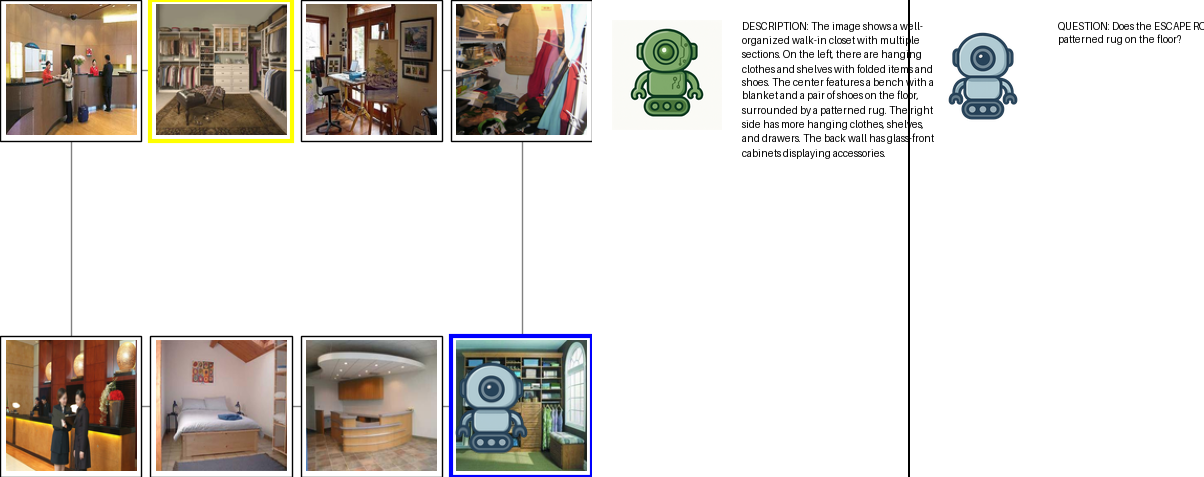 DESCRIPTION: The image shows a well-
organized walk-in closet with multiple
sections. On the left, there are hanging
clothes and shelves with folded items and
shoes. The center features a bench with a
blanket and a pair of shoes on the floor,
surrounded by a patterned rug. The right
side has more hanging clothes, shelves,
and drawers. The back wall has glass-front
cabinets displaying accessories.
QUESTION: Does the ESCAPE RO
patterned rug on the floor?